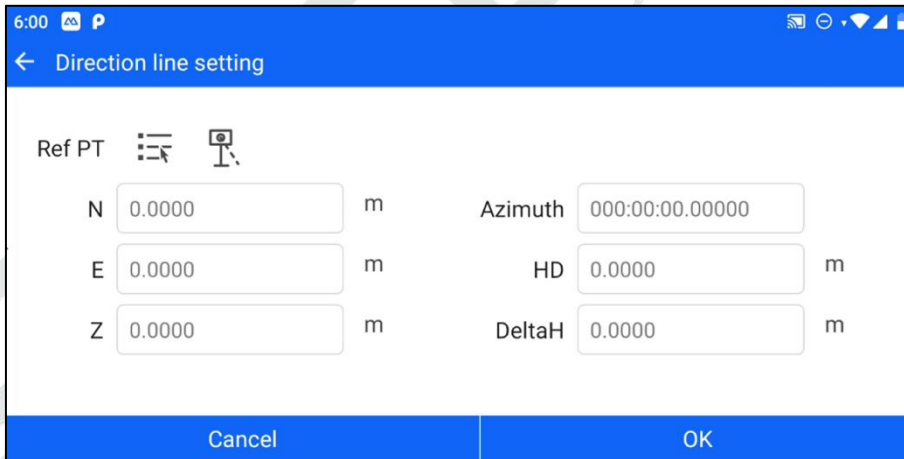 6:00
Direction line setting
Ref PT
N 0.0000 m Azimuth 000:00:00.00000
E 0.0000 m HD 0.0000 m
Z 0.0000 m DeltaH 0.0000 m
Cancel OK